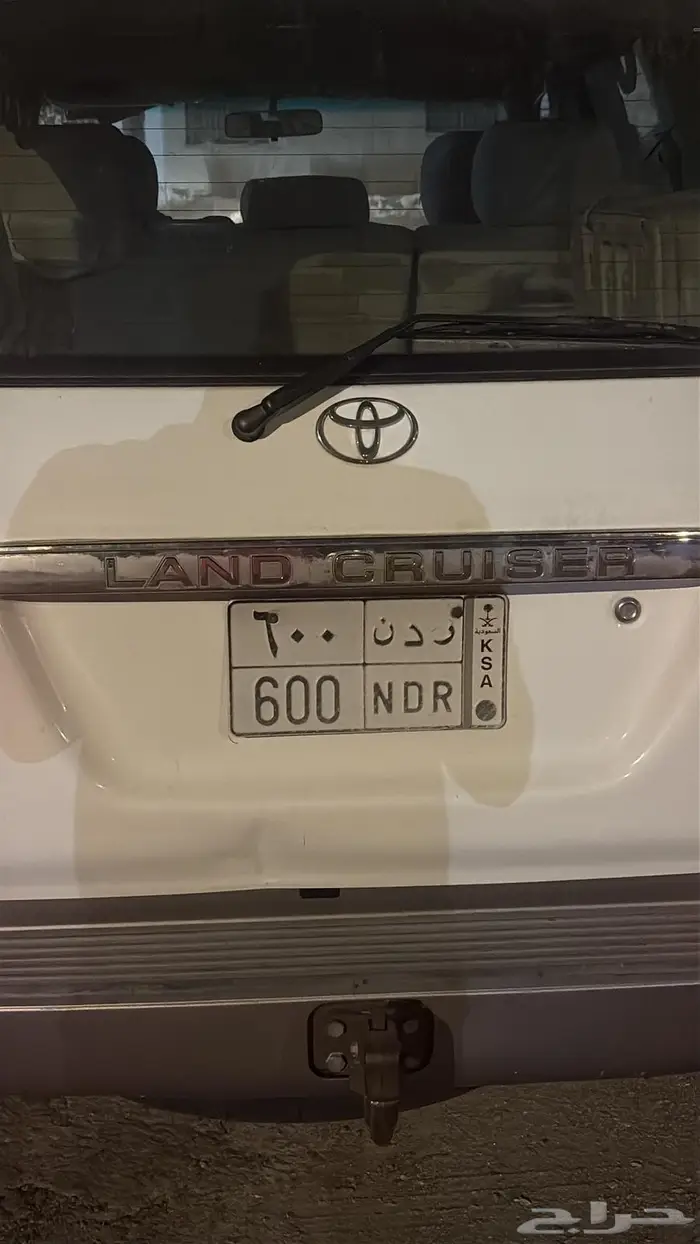 LAND CRUISER
٦٠٠ ر د ن
السعودية
600 NDR
K
S
A
حراج